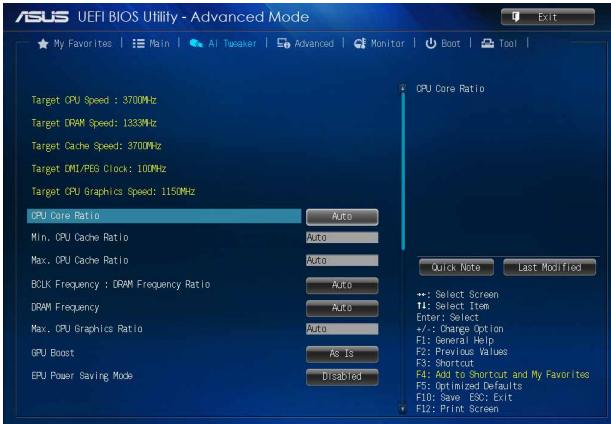 ASUS UEFI BIOS Utility - Advanced Mode
Exit
My Favorites | Main | Ai Tweaker | Advanced | Monitor | Boot | Tool |
Target CPU Speed : 3700MHz
Target DRAM Speed: 1333MHz
Target Cache Speed: 3700MHz
Target DMI/PEG Clock: 100MHz
Target CPU Graphics Speed: 1150MHz
CPU Core Ratio Auto
Min. CPU Cache Ratio Auto
Max. CPU Cache Ratio Auto
BCLK Frequency : DRAM Frequency Ratio Auto
DRAM Frequency Auto
Max. CPU Graphics Ratio Auto
GPU Boost As Is
EPU Power Saving Mode Disabled
CPU Core Ratio
Quick Note Last Modified
→←: Select Screen
↑↓: Select Item
Enter: Select
+/-: Change Option
F1: General Help
F2: Previous Values
F3: Shortcut
F4: Add to Shortcut and My Favorites
F5: Optimized Defaults
F10: Save ESC: Exit
F12: Print Screen